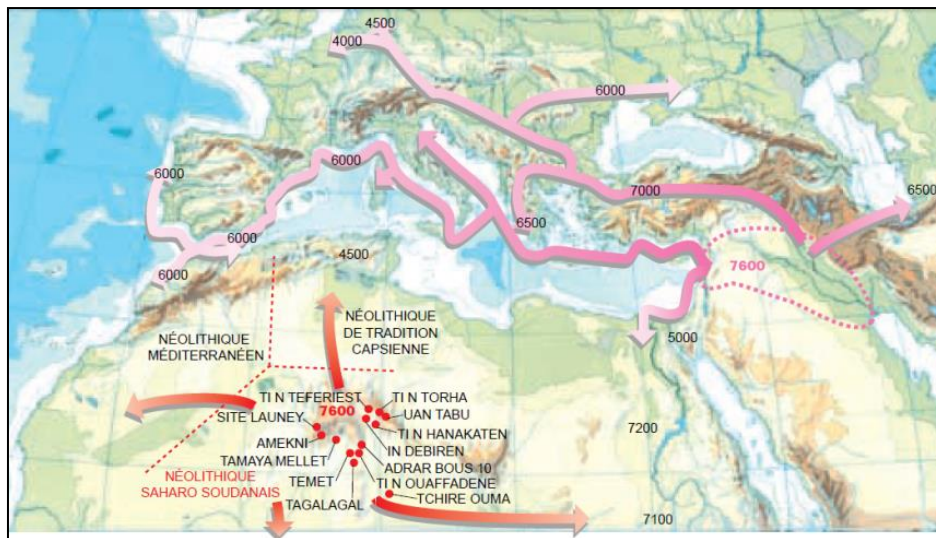 4500
4000
6000
6000
6000
7000
6500
6500
6000
7600
6000
4500
NÉOLITHIQUE
DE TRADITION
CAPSIENNE
NÉOLITHIQUE
MÉDITERRANÉEN
5000
TI N TEFERIEST
TI N TORHA
7600
SITE LAUNEY
UAN TABU
TI N HANAKATEN
AMEKNI
IN DEBIREN
7200
TAMAYA MELLET
ADRAR BOUS 10
NÉOLITHIQUE
SAHARO SOUDANAIS
TEMET
TI N OUAFFADENE
TAGALAGAL
TCHIRE OUMA
7100